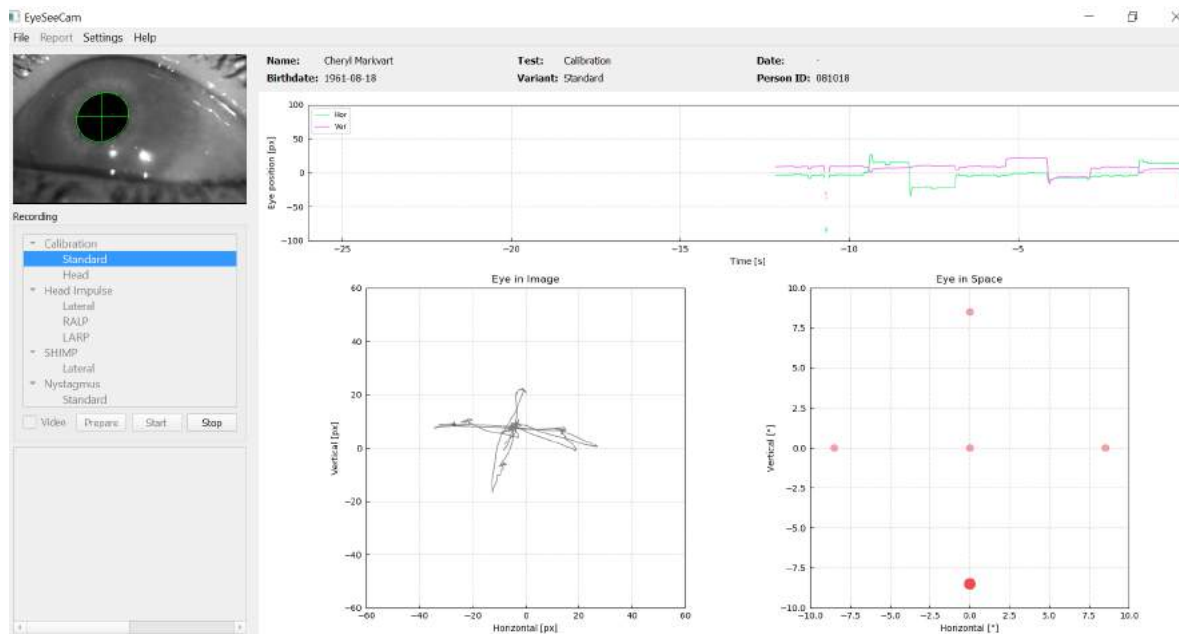 EyeSeeCam
File Report Settings Help
Name: Cheryl Markvart Test: Calibration Date: -
Birthdate: 1961-08-18 Variant: Standard Person ID: 081018
Hor
Ver
Eye position [px]
100
50
0
−50
−100
−25 −20 −15 −10 −5
Time [s]
Recording
Calibration
Standard
Head
Head Impulse
Lateral
RALP
LARP
SHIMP
Lateral
Nystagmus
Standard
Video Prepare Start Stop
Eye in Image
Vertical [px]
60
40
20
0
−20
−40
−60
−60 −40 −20 0 20 40 60
Horizontal [px]
Eye in Space
Vertical [°]
10.0
7.5
5.0
2.5
0.0
−2.5
−5.0
−7.5
−10.0
−10.0 −7.5 −5.0 −2.5 0.0 2.5 5.0 7.5 10.0
Horizontal [°]